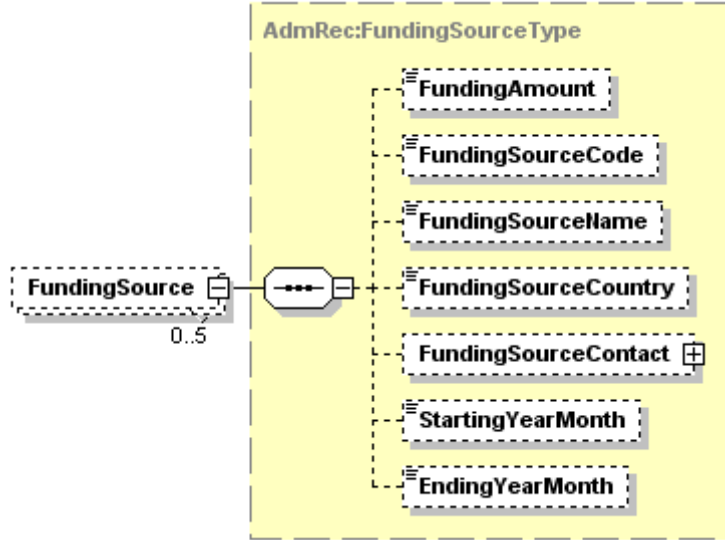 AdmRec:FundingSourceType
FundingAmount
FundingSourceCode
FundingSourceName
FundingSource
0..5
FundingSourceCountry
FundingSourceContact
StartingYearMonth
EndingYearMonth